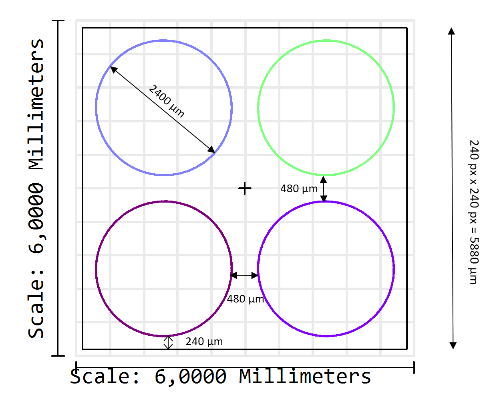 Scale: 6,0000 Millimeters
2400 µm
480 µm
480 µm
240 µm
240 px x 240 px = 5880 µm
Scale: 6,0000 Millimeters